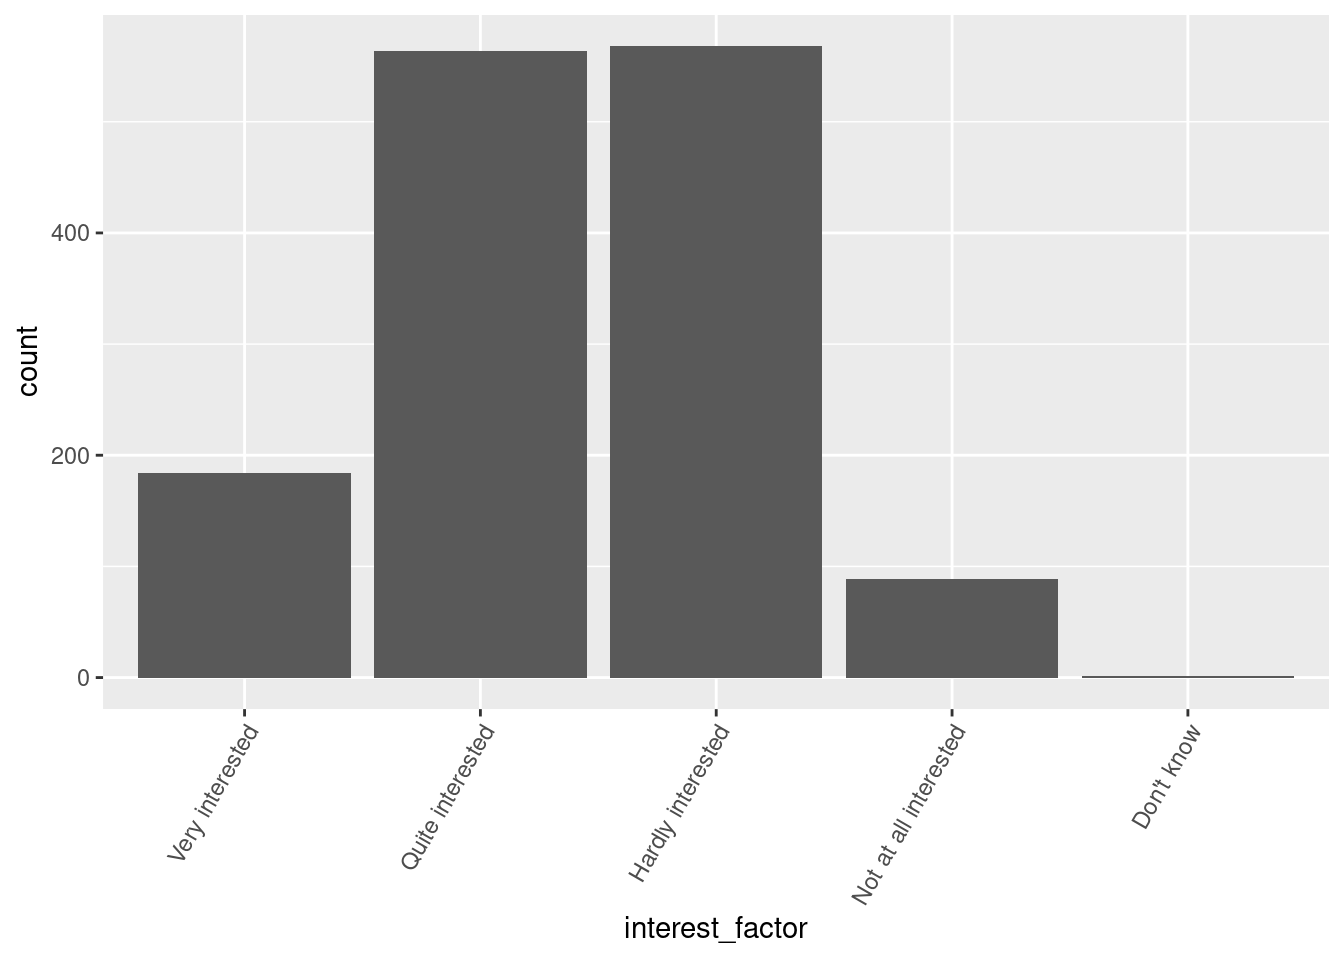 400
200
0
count
Very interested
Quite interested
Hardly interested
Not at all interested
Don't know
interest_factor